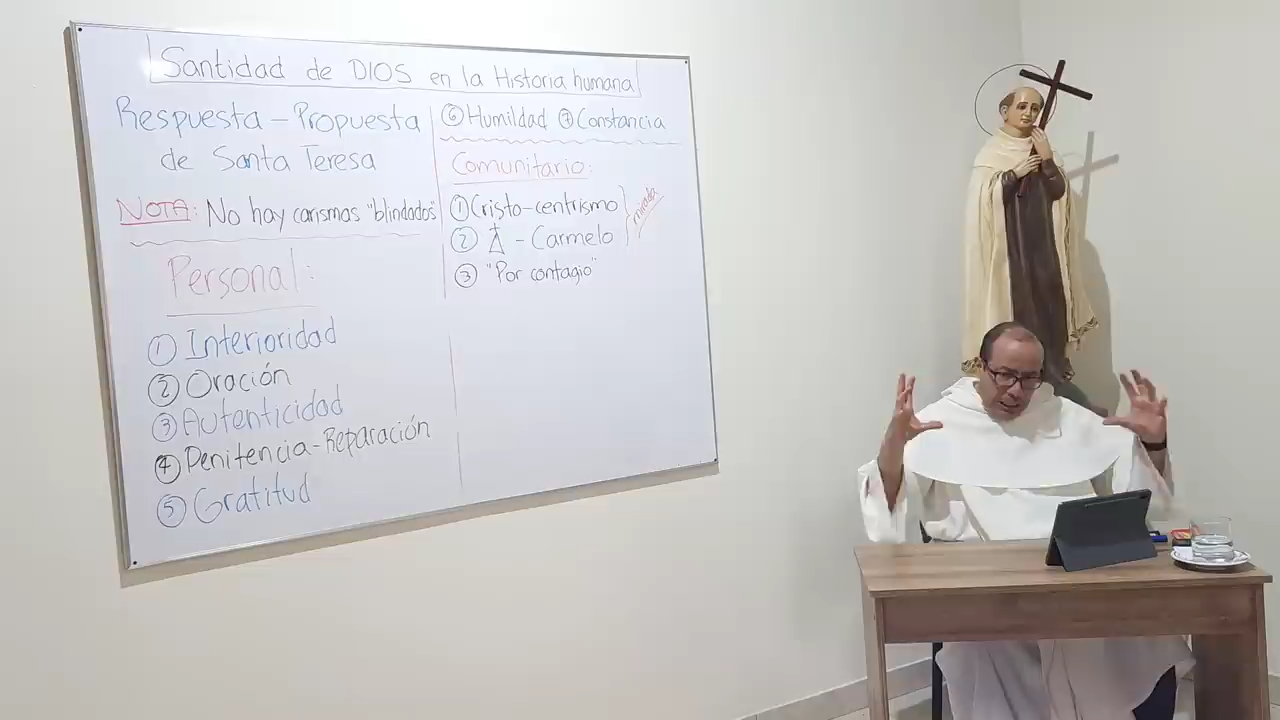 Santidad de DIOS en la Historia humana
Respuesta - Propuesta
de Santa Teresa
NOTA: No hay carismas "blindados"
Personal:
① Interioridad
② Oración
③ Autenticidad
④ Penitencia-Reparación
⑤ Gratitud
⑥ Humildad ⑦ Constancia
Comunitario:
① Cristo-centrismo
② - Carmelo
③ "Por contagio"